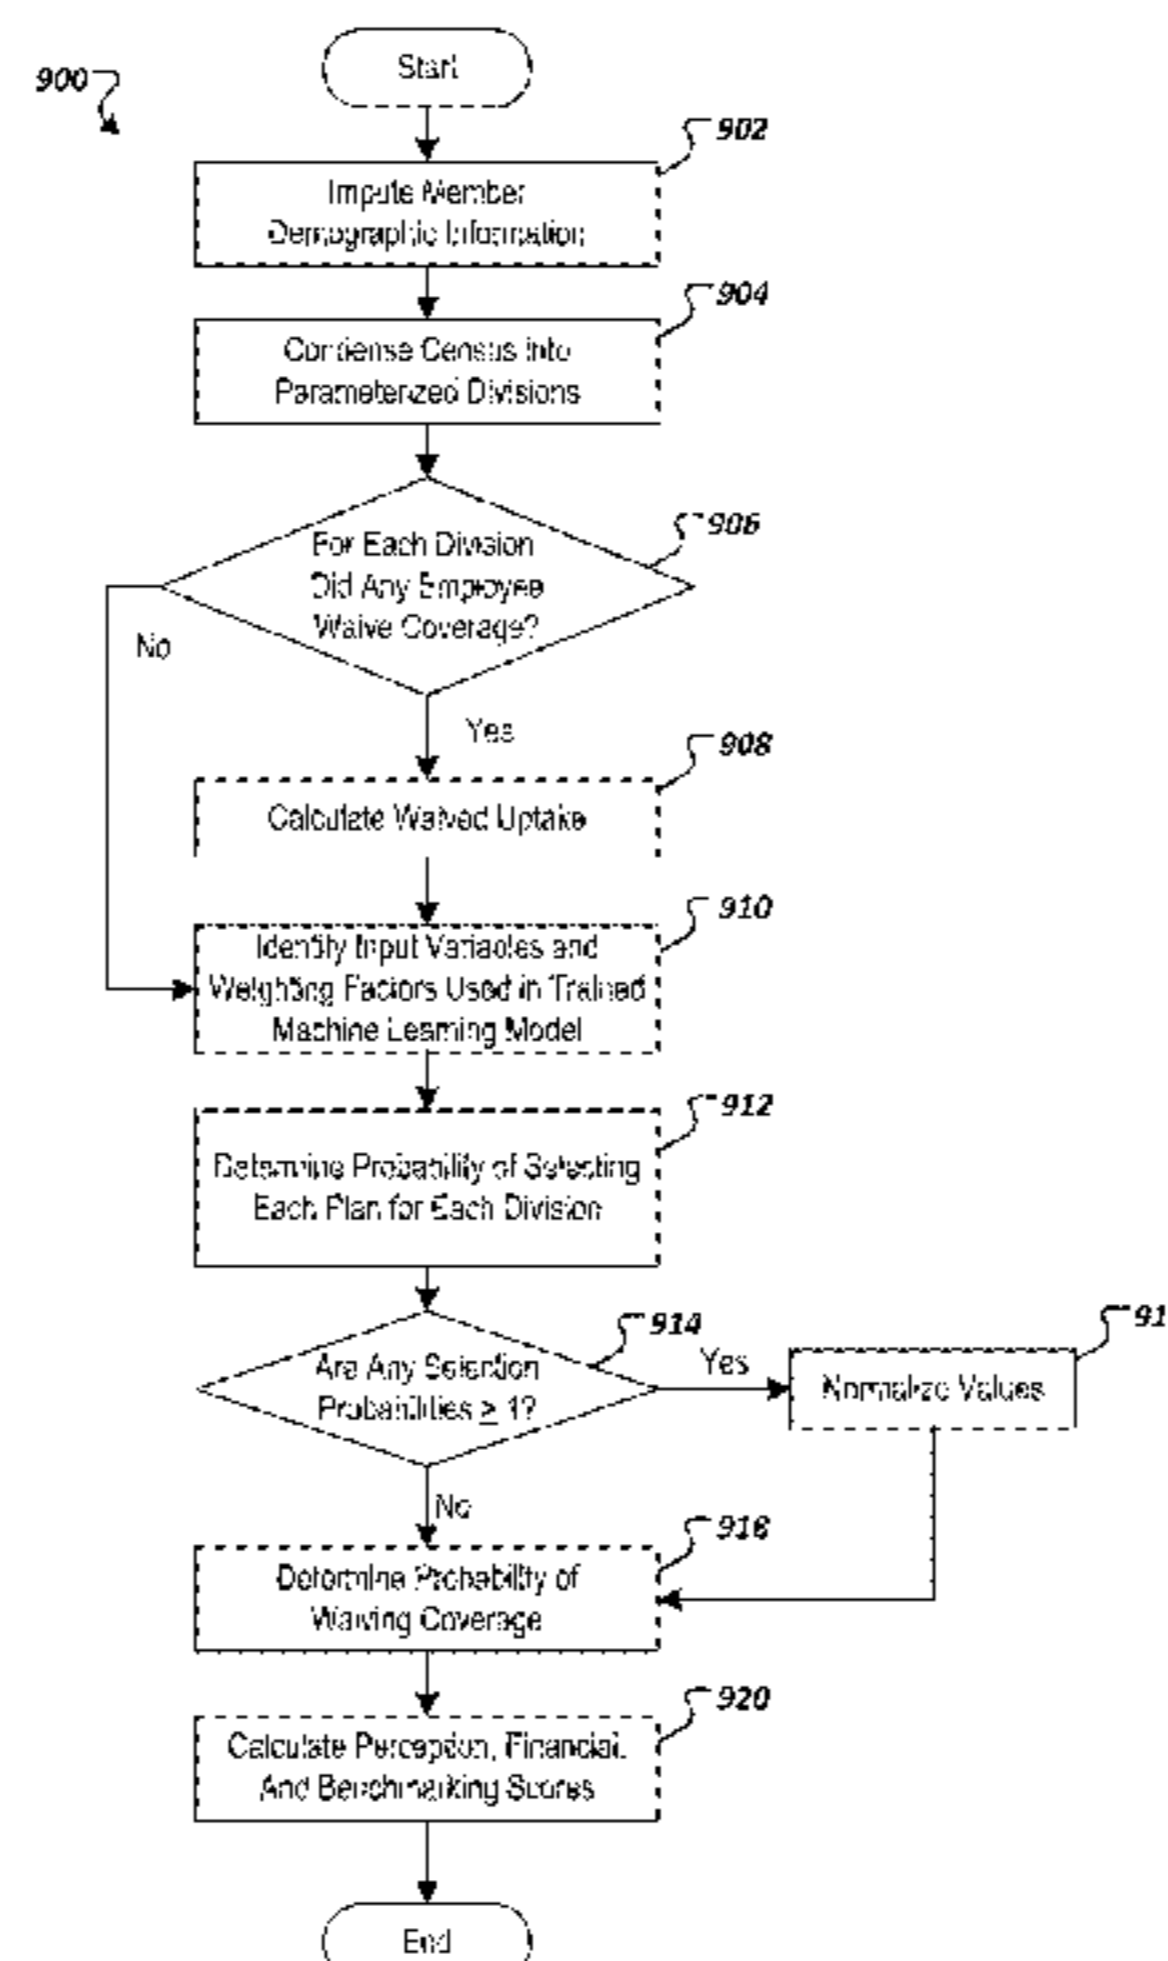 Start
900
902
Impute Member
Demographic Information
904
Condense Census into
Parameterized Divisions
906
For Each Division
Did Any Employee
Waive Coverage?
No
Yes
908
Calculate Waived Uptake
910
Identify Input Variables and
Weighting Factors Used in Trained
Machine Learning Model
912
Determine Probability of Selecting
Each Plan for Each Division
914
Are Any Selection
Probabilities ≥ 1?
Yes
91
Normalize Values
No
918
Determine Probability of
Waiving Coverage
920
Calculate Perception, Financial,
And Benchmarking Scores
End